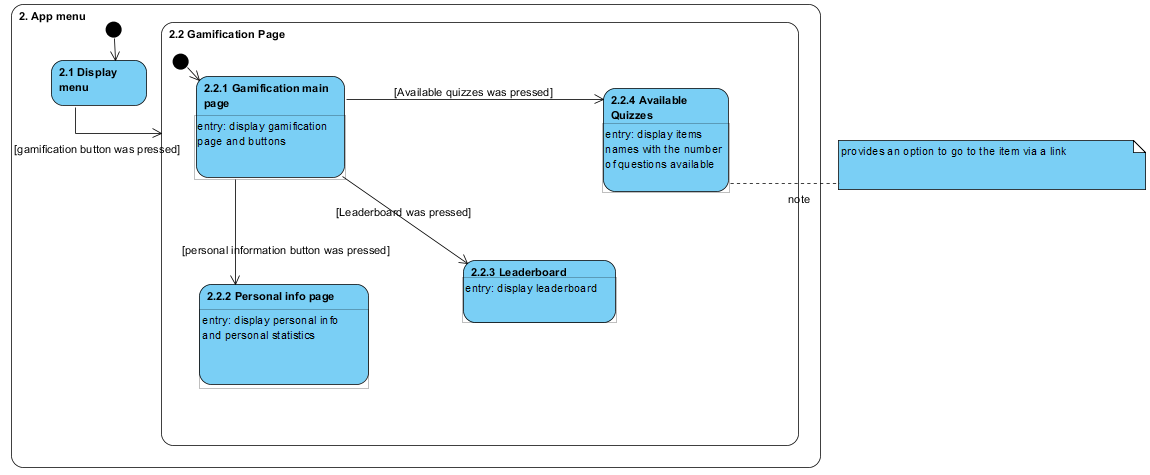 2. App menu
2.2 Gamification Page
2.1 Display
menu
2.2.1 Gamification main
page
entry: display gamification
page and buttons
[Available quizzes was pressed]
2.2.4 Available
Quizzes
entry: display items
names with the number
of questions available
[gamification button was pressed]
provides an option to go to the item via a link
note
[Leaderboard was pressed]
[personal information button was pressed]
2.2.3 Leaderboard
entry: display leaderboard
2.2.2 Personal info page
entry: display personal info
and personal statistics